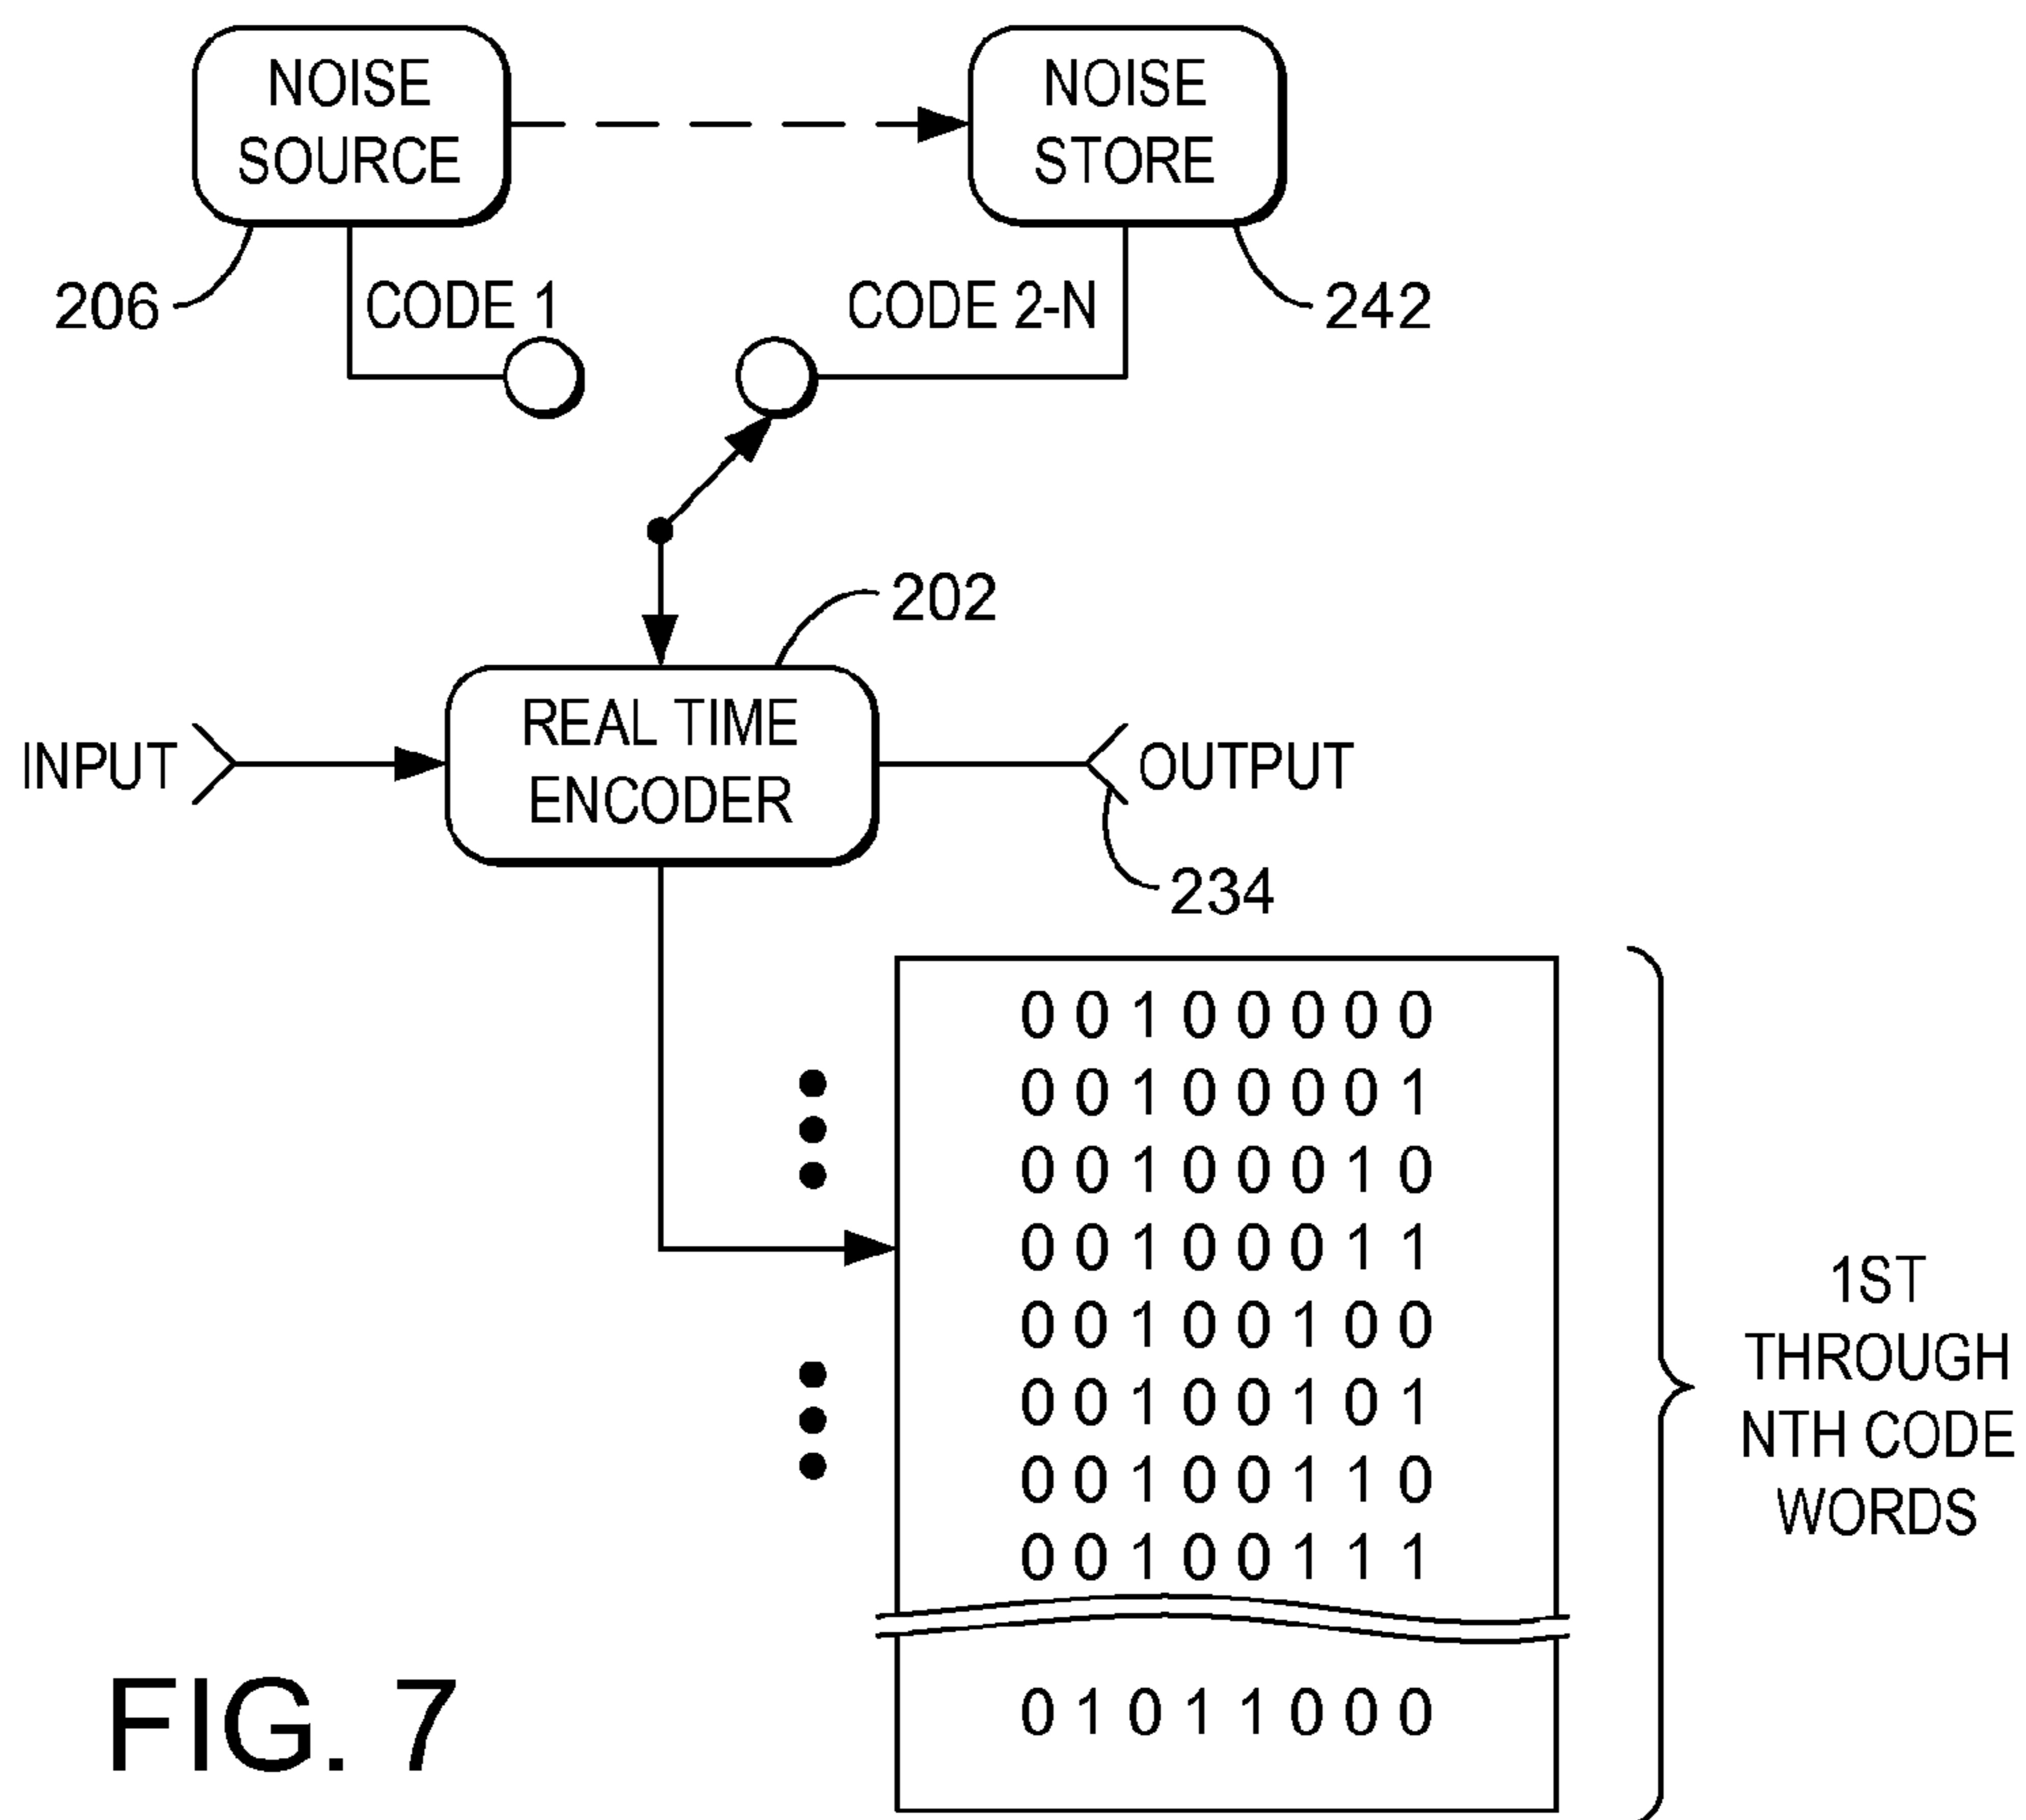 NOISE
SOURCE
NOISE
STORE
206
CODE 1
CODE 2-N
242
202
INPUT
REAL TIME
ENCODER
OUTPUT
234
0 0 1 0 0 0 0 0
0 0 1 0 0 0 0 1
0 0 1 0 0 0 1 0
0 0 1 0 0 0 1 1
0 0 1 0 0 1 0 0
0 0 1 0 0 1 0 1
0 0 1 0 0 1 1 0
0 0 1 0 0 1 1 1
0 1 0 1 1 0 0 0
1ST
THROUGH
NTH CODE
WORDS
FIG. 7